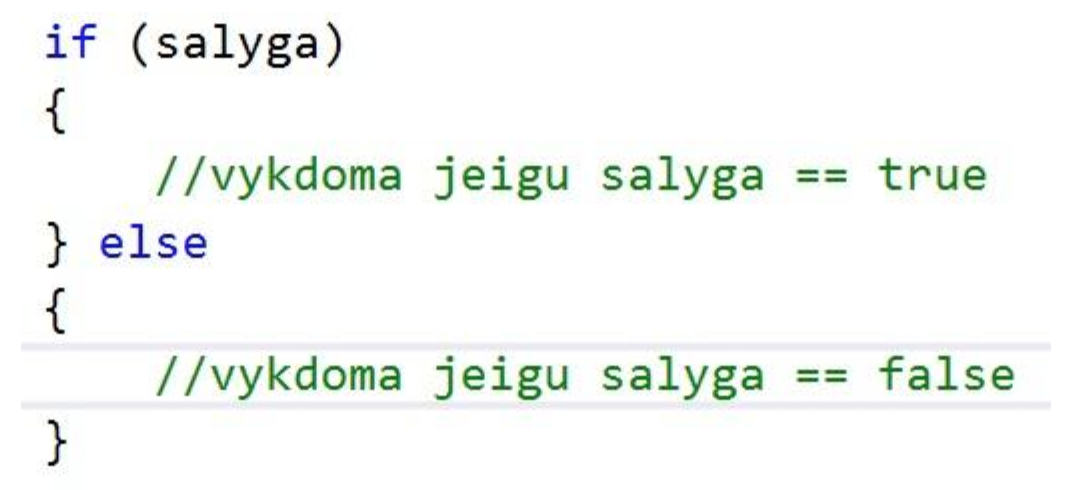 if (salyga)
{
    //vykdoma jeigu salyga == true
} else
{
    //vykdoma jeigu salyga == false
}